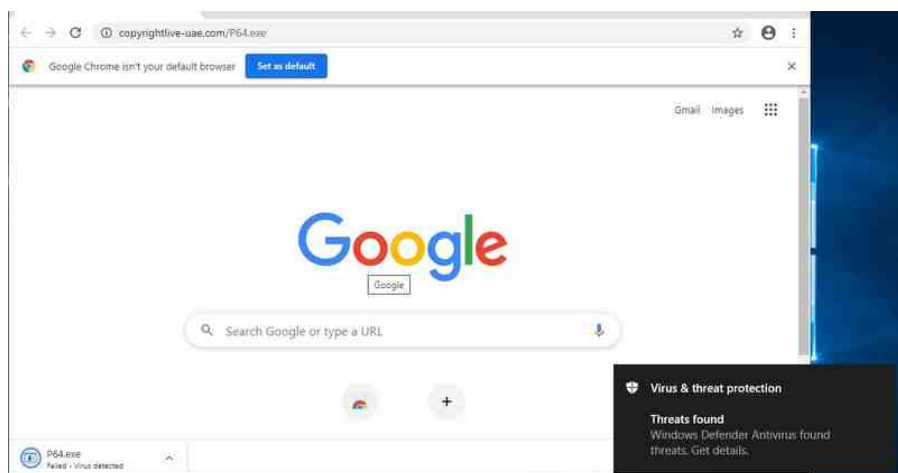 copyrightlive-uae.com/P64.exe
Google Chrome isn't your default browser Set as default
Gmail Images
Google
Google
Search Google or type a URL
Virus & threat protection
Threats found
Windows Defender Antivirus found
threats. Get details.
P64.exe
Failed - Virus detected